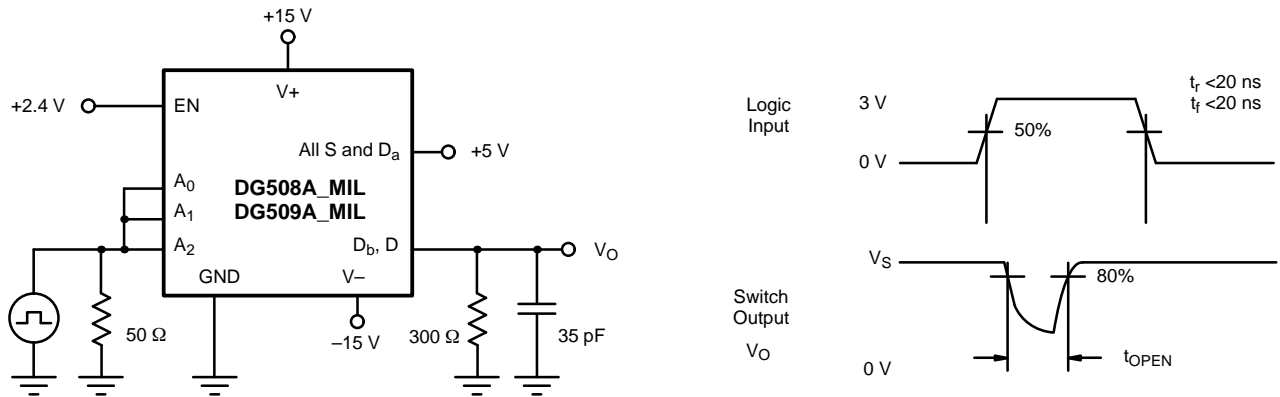 +15 V
V+
+2.4 V
EN
All S and Da
+5 V
A0
A1
A2
DG508A_MIL
DG509A_MIL
Db, D
VO
GND
V–
50 Ω
–15 V
300 Ω
35 pF
Logic
Input
3 V
0 V
50%
tr <20 ns
tf <20 ns
VS
80%
Switch
Output
VO
0 V
tOPEN